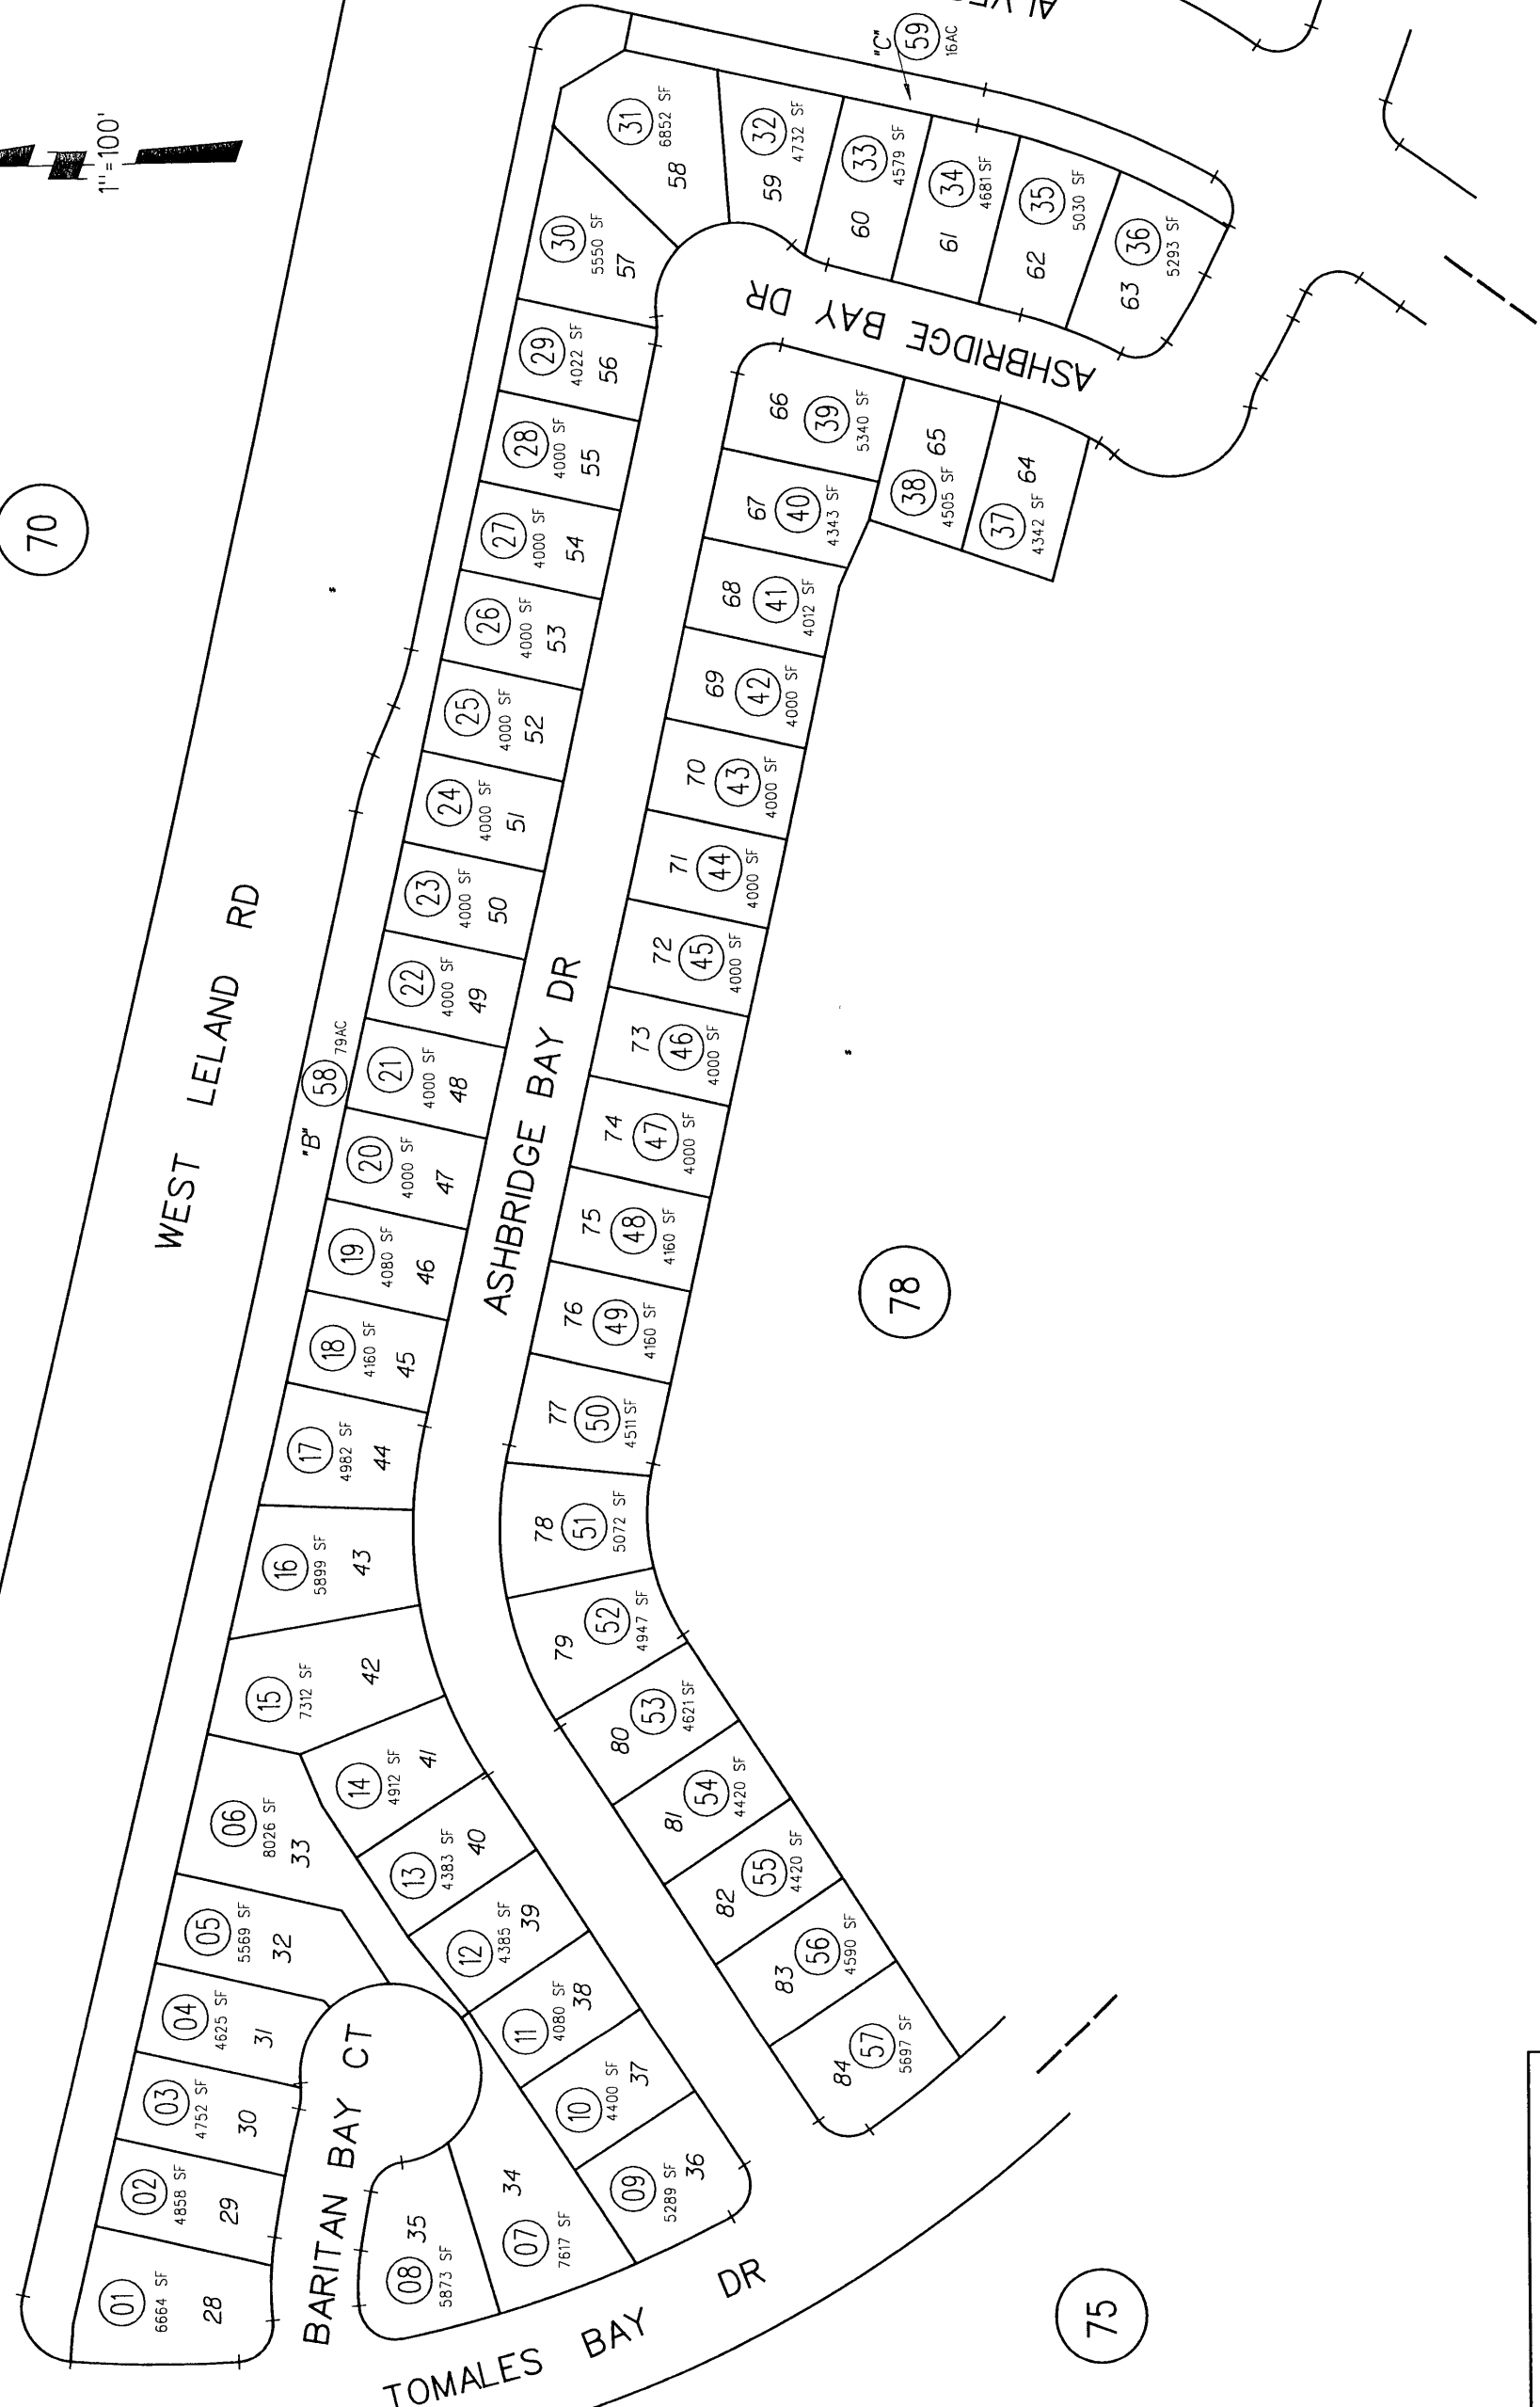 1"=100'
70
WEST LELAND RD
"B" 58 79AC
"C" 59 16AC
01 6664 SF 28
02 4858 SF 29
03 4752 SF 30
04 4625 SF 31
05 5569 SF 32
06 8026 SF 33
07 7617 SF 34
08 5873 SF 35
09 5289 SF 36
10 4400 SF 37
11 4080 SF 38
12 4385 SF 39
13 4383 SF 40
14 4912 SF 41
15 7312 SF 42
16 5899 SF 43
17 4982 SF 44
18 4160 SF 45
19 4080 SF 46
20 4000 SF 47
21 4000 SF 48
22 4000 SF 49
23 4000 SF 50
24 4000 SF 51
25 4000 SF 52
26 4000 SF 53
27 4000 SF 54
28 4000 SF 55
29 4022 SF 56
30 5550 SF 57
31 6852 SF 58
32 4732 SF 59
33 4579 SF 60
34 4681 SF 61
35 5030 SF 62
36 5293 SF 63
37 4342 SF 64
38 4505 SF 65
66 39 5340 SF
67 40 4343 SF
68 41 4012 SF
69 42 4000 SF
70 43 4000 SF
71 44 4000 SF
72 45 4000 SF
73 46 4000 SF
74 47 4000 SF
75 48 4160 SF
76 49 4160 SF
77 50 4511 SF
78 51 5072 SF
79 52 4947 SF
80 53 4621 SF
81 54 4420 SF
82 55 4420 SF
83 56 4590 SF
84 57 5697 SF
BARITAN BAY CT
ASHBRIDGE BAY DR
ASHBRIDGE BAY DR
TOMALES BAY DR
78
75